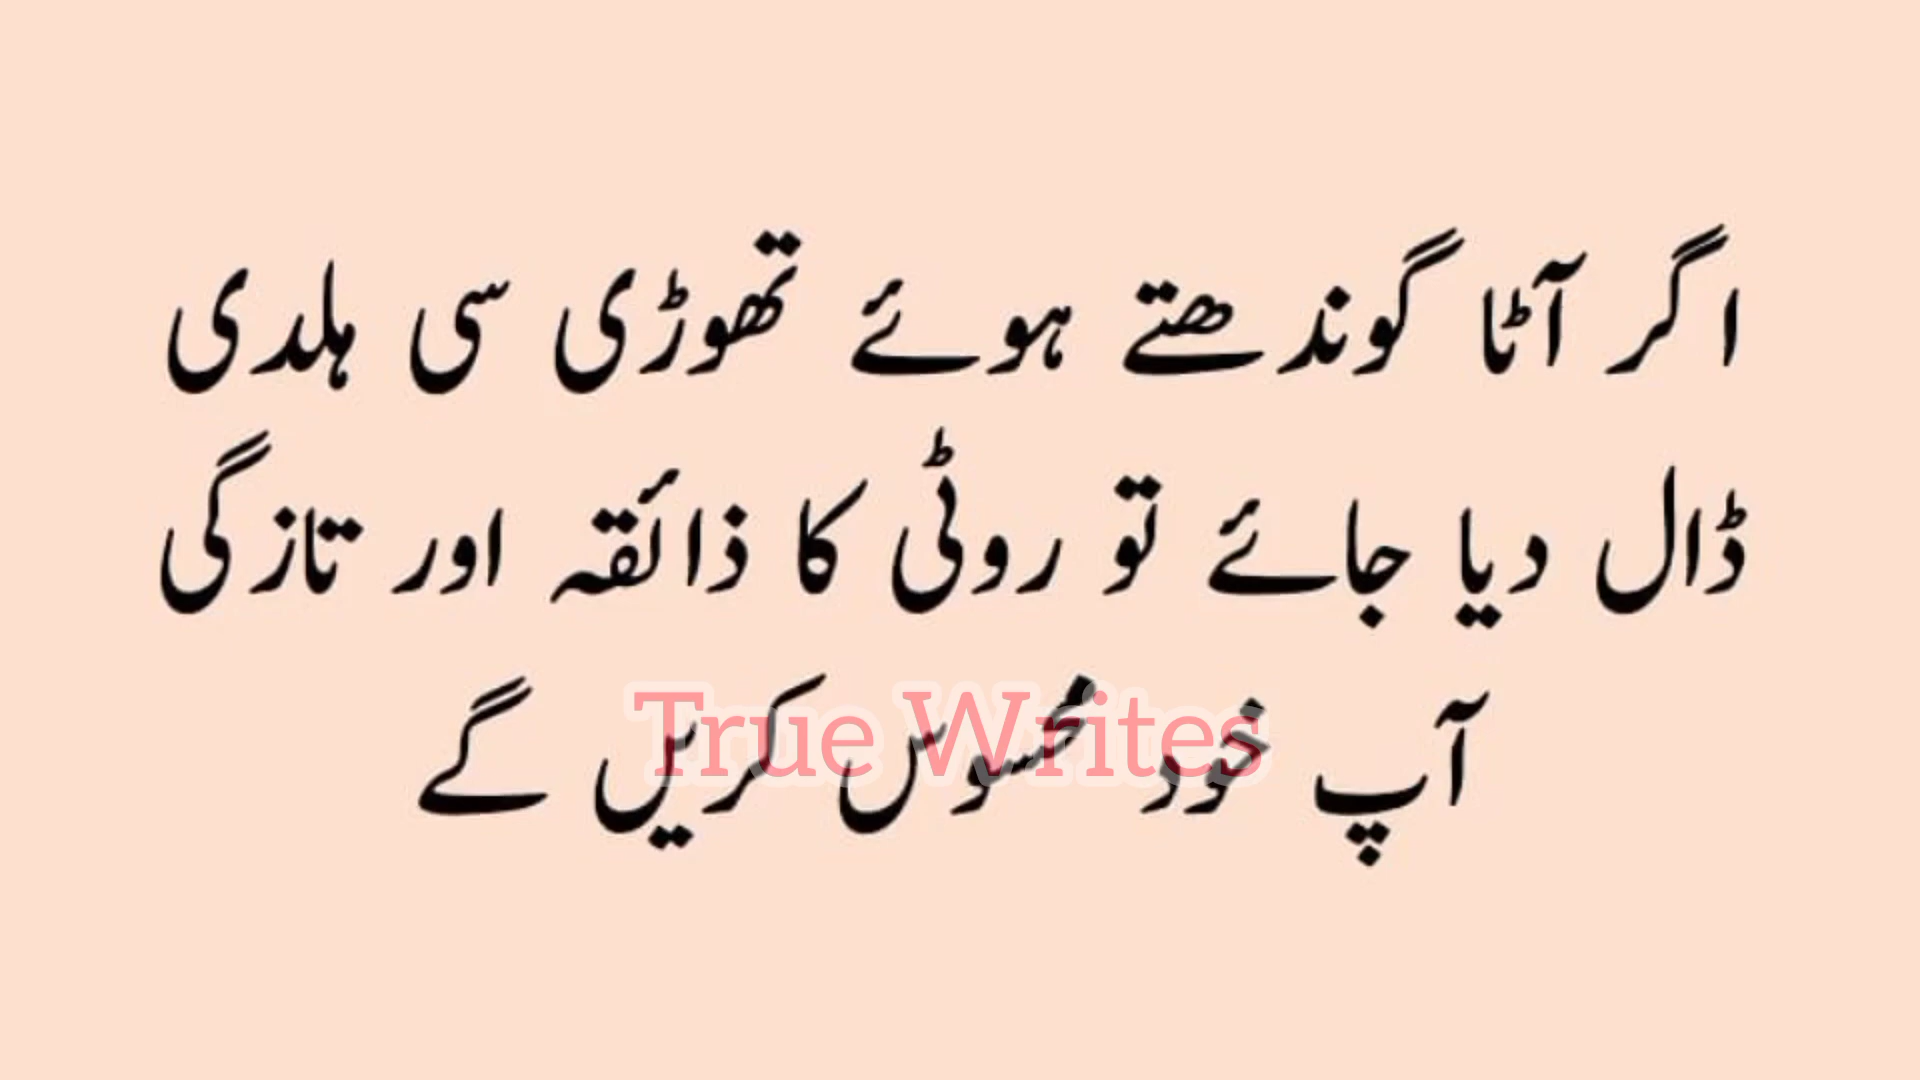 اگر آٹا گوندھتے ہوئے تھوڑی سی ہلدی
ڈال دیا جائے تو روٹی کا ذائقہ اور تازگی
آپ خود محسوس کریں گے
True Writes